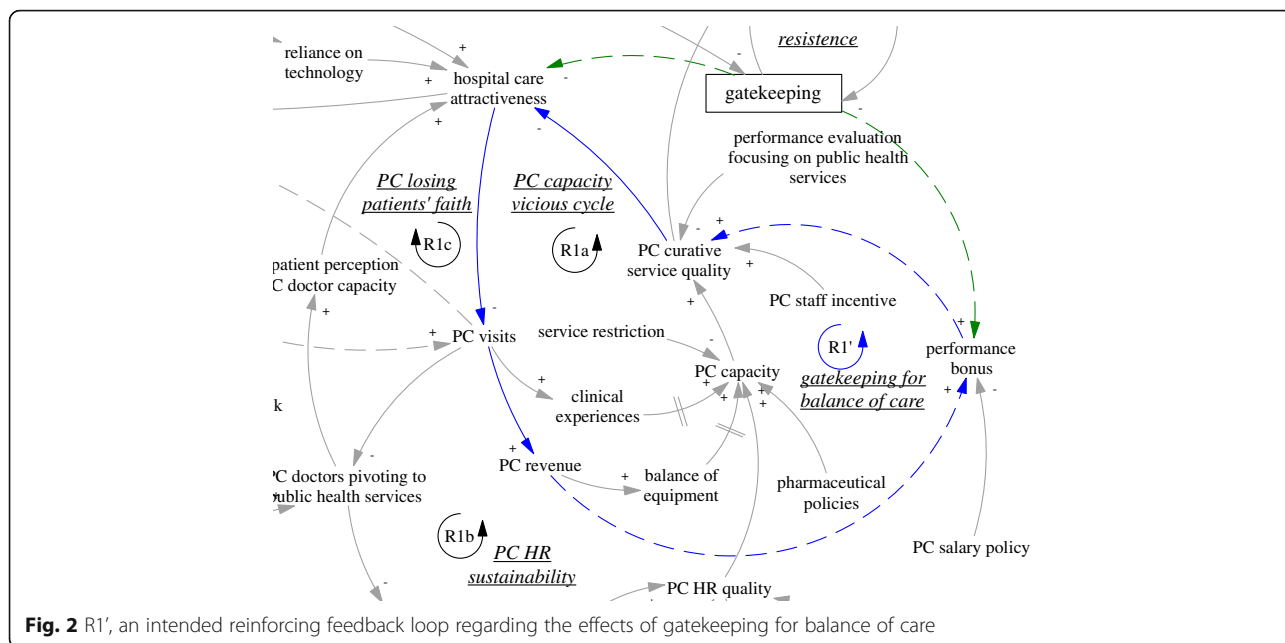 resistence
reliance on
technology
hospital care
attractiveness
gatekeeping
performance evaluation
focusing on public health
services
PC losing
patients' faith
PC capacity
vicious cycle
R1c
R1a
PC curative
service quality
patient perception
C doctor capacity
PC staff incentive
PC visits
service restriction
R1'
performance
bonus
PC capacity
gatekeeping for
balance of care
clinical
experiences
k
PC revenue
balance of
equipment
pharmaceutical
policies
PC doctors pivoting to
public health services
R1b
PC HR
sustainability
PC salary policy
PC HR quality
Fig. 2 R1', an intended reinforcing feedback loop regarding the effects of gatekeeping for balance of care